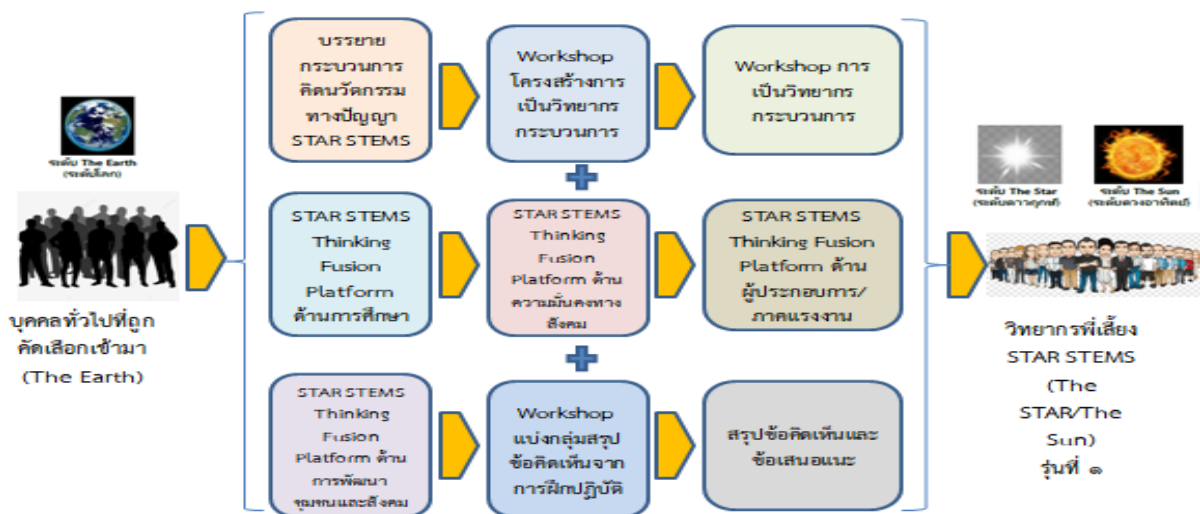 ระดับ The Earth
(ระดับโลก)
บุคคลทั่วไปที่ถูก
คัดเลือกเข้ามา
(The Earth)
บรรยาย
กระบวนการ
คิดนวัตกรรม
ทางปัญญา
STAR STEMS
Workshop
โครงสร้างการ
เป็นวิทยากร
กระบวนการ
Workshop การ
เป็นวิทยากร
กระบวนการ
STAR STEMS
Thinking
Fusion
Platform
ด้านการศึกษา
STAR STEMS
Thinking
Fusion
Platform ด้าน
ความมั่นคงทาง
สังคม
STAR STEMS
Thinking Fusion
Platform ด้าน
ผู้ประกอบการ/
ภาคแรงงาน
STAR STEMS
Thinking
Fusion
Platform ด้าน
การพัฒนา
ชุมชนและสังคม
Workshop
แบ่งกลุ่มสรุป
ข้อคิดเห็นจาก
การฝึกปฏิบัติ
สรุปข้อคิดเห็นและ
ข้อเสนอแนะ
ระดับ The Star
(ระดับดาวฤกษ์)
ระดับ The Sun
(ระดับดวงอาทิตย์)
วิทยากรพี่เลี้ยง
STAR STEMS
(The
STAR/The
Sun)
รุ่นที่ ๑